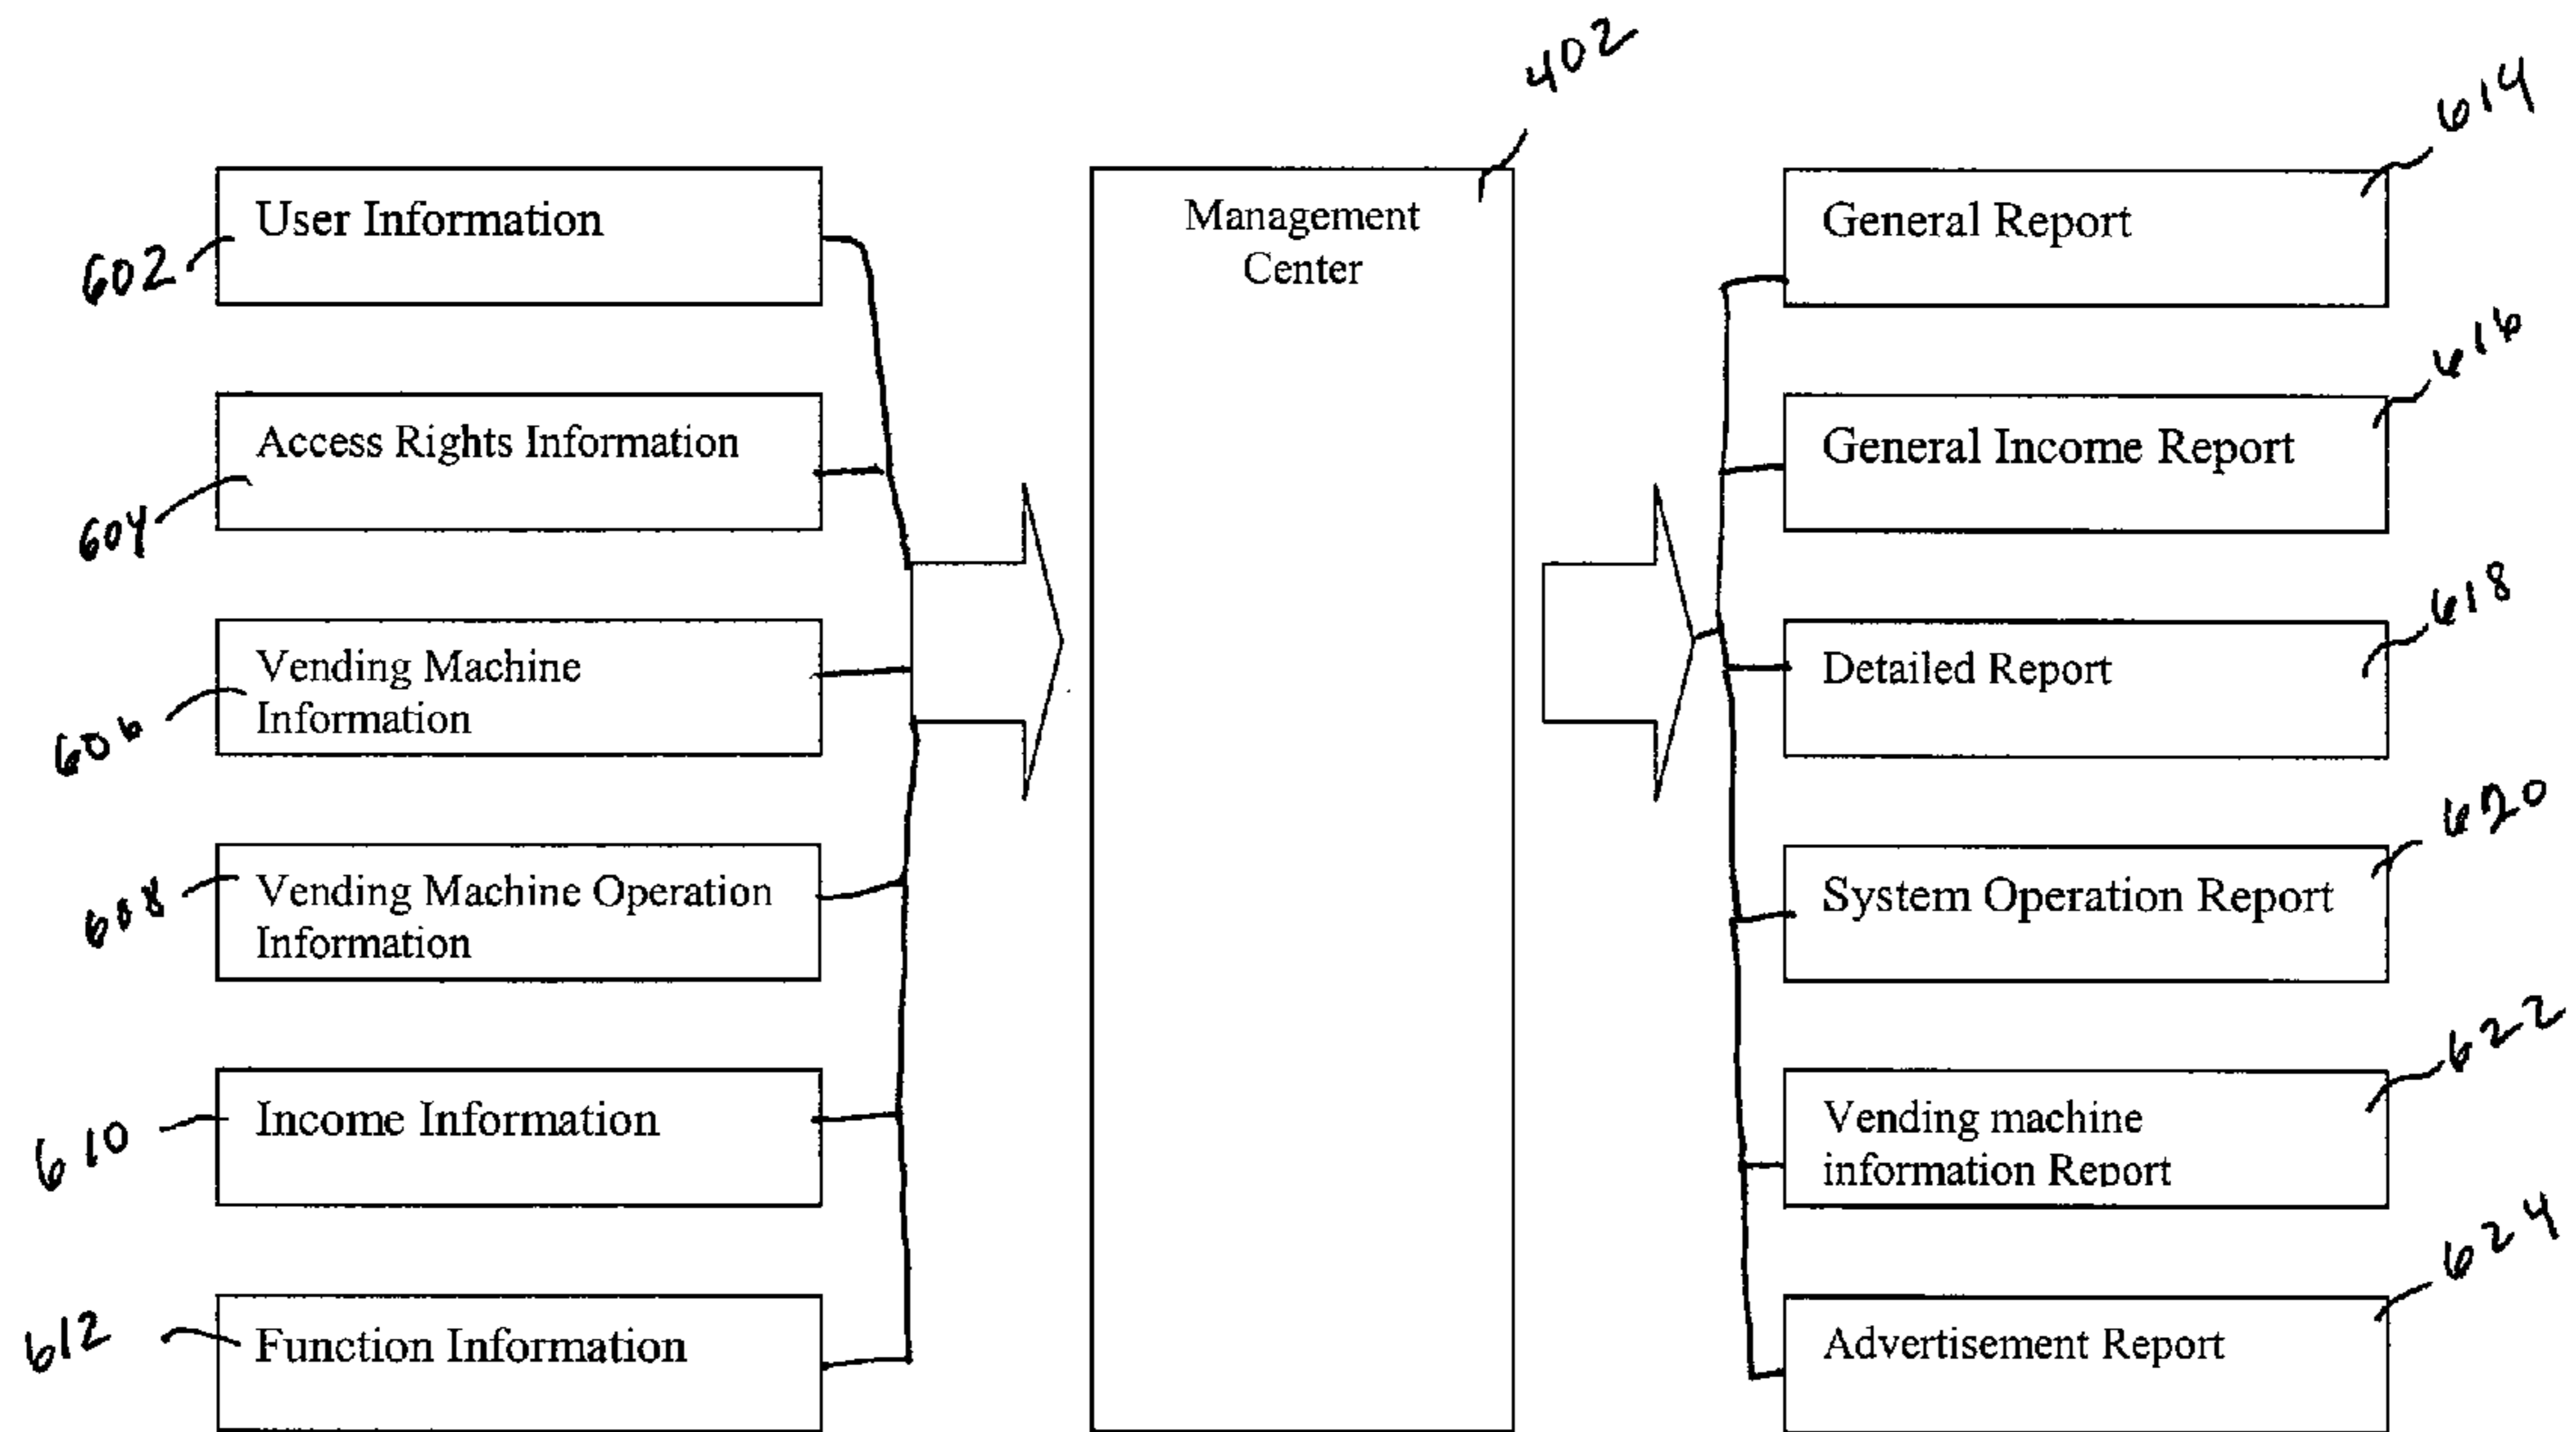 402
614
User Information
602
Management
Center
General Report
616
Access Rights Information
604
General Income Report
618
Vending Machine
Information
606
Detailed Report
620
Vending Machine Operation
Information
608
System Operation Report
622
Income Information
610
Vending machine
information Report
624
Function Information
612
Advertisement Report